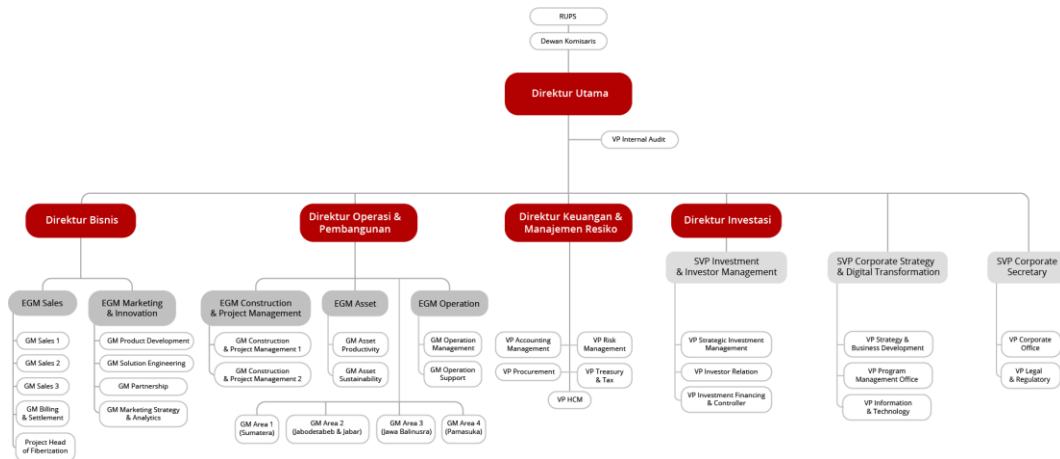 RUPS
Dewan Komisaris
Direktur Utama
VP Internal Audit
Direktur Bisnis
Direktur Operasi &
Pembangunan
Direktur Keuangan &
Manajemen Resiko
Direktur Investasi
SVP Investment
& Investor Management
SVP Corporate Strategy
& Digital Transformation
SVP Corporate
Secretary
EGM Sales
EGM Marketing
& Innovation
EGM Construction
& Project Management
EGM Asset
EGM Operation
GM Sales 1
GM Sales 2
GM Sales 3
GM Billing
& Settlement
Project Head
of Fiberization
GM Product Development
GM Solution Engineering
GM Partnership
GM Marketing Strategy
& Analytics
GM Construction
& Project Management 1
GM Construction
& Project Management 2
GM Asset
Productivity
GM Asset
Sustainability
GM Operation
Management
GM Operation
Support
GM Area 1
(Sumatera)
GM Area 2
(Jabodetabeb & Jabar)
GM Area 3
(Jawa Balinusra)
GM Area 4
(Pamasuka)
VP Accounting
Management
VP Risk
Management
VP Procurement
VP Treasury
& Tax
VP HCM
VP Strategic Investment
Management
VP Investor Relation
VP Investment Financing
& Controller
VP Strategy &
Business Development
VP Program
Management Office
VP Information
& Technology
VP Corporate
Office
VP Legal
& Regulatory